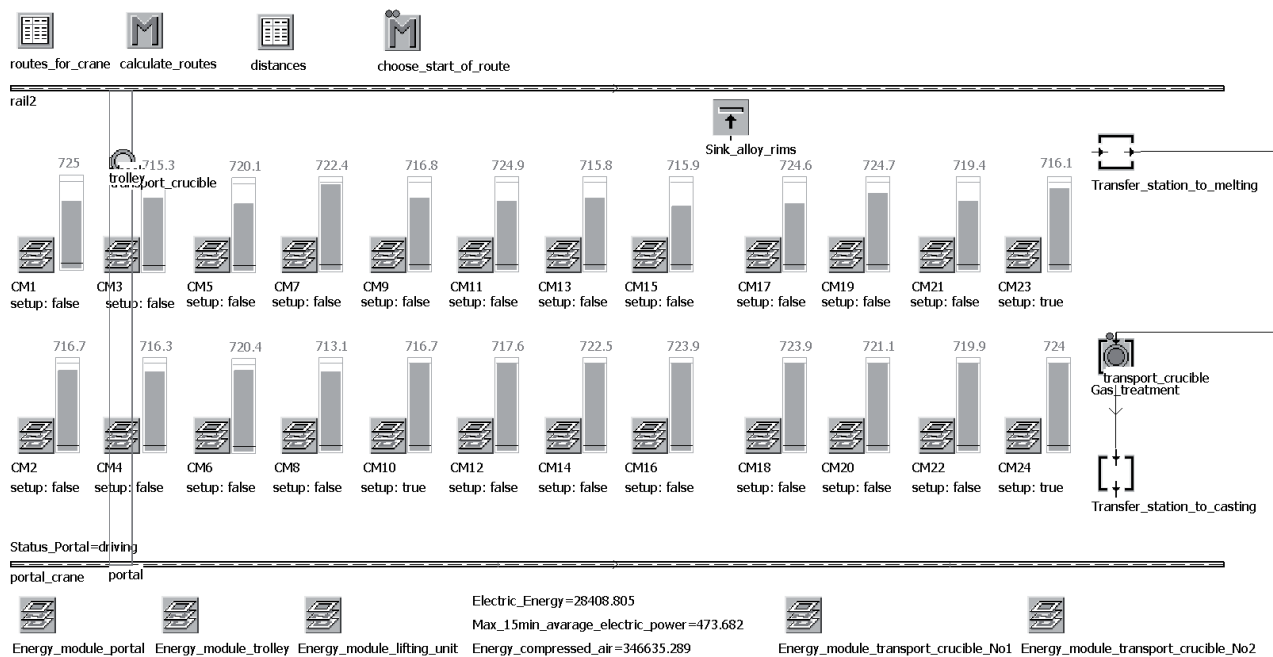 routes_for_crane calculate_routes distances choose_start_of_route
rail2
Sink_alloy_rims
725 715.3 720.1 722.4 716.8 724.9 715.8 715.9 724.6 724.7 719.4 716.1
trolley transport_crucible
Transfer_station_to_melting
CM1 CM3 CM5 CM7 CM9 CM11 CM13 CM15 CM17 CM19 CM21 CM23
setup: false setup: false setup: false setup: false setup: false setup: false setup: false setup: false setup: false setup: false setup: false setup: true
716.7 716.3 720.4 713.1 716.7 717.6 722.5 723.9 723.9 721.1 719.9 724
transport_crucible
Gas_treatment
CM2 CM4 CM6 CM8 CM10 CM12 CM14 CM16 CM18 CM20 CM22 CM24
setup: false setup: false setup: false setup: false setup: true setup: false setup: false setup: false setup: false setup: false setup: false setup: true
Transfer_station_to_casting
Status_Portal=driving
portal_crane portal
Electric_Energy=28408.805
Max_15min_avarage_electric_power=473.682
Energy_module_portal Energy_module_trolley Energy_module_lifting_unit Energy_compressed_air=346635.289 Energy_module_transport_crucible_No1 Energy_module_transport_crucible_No2